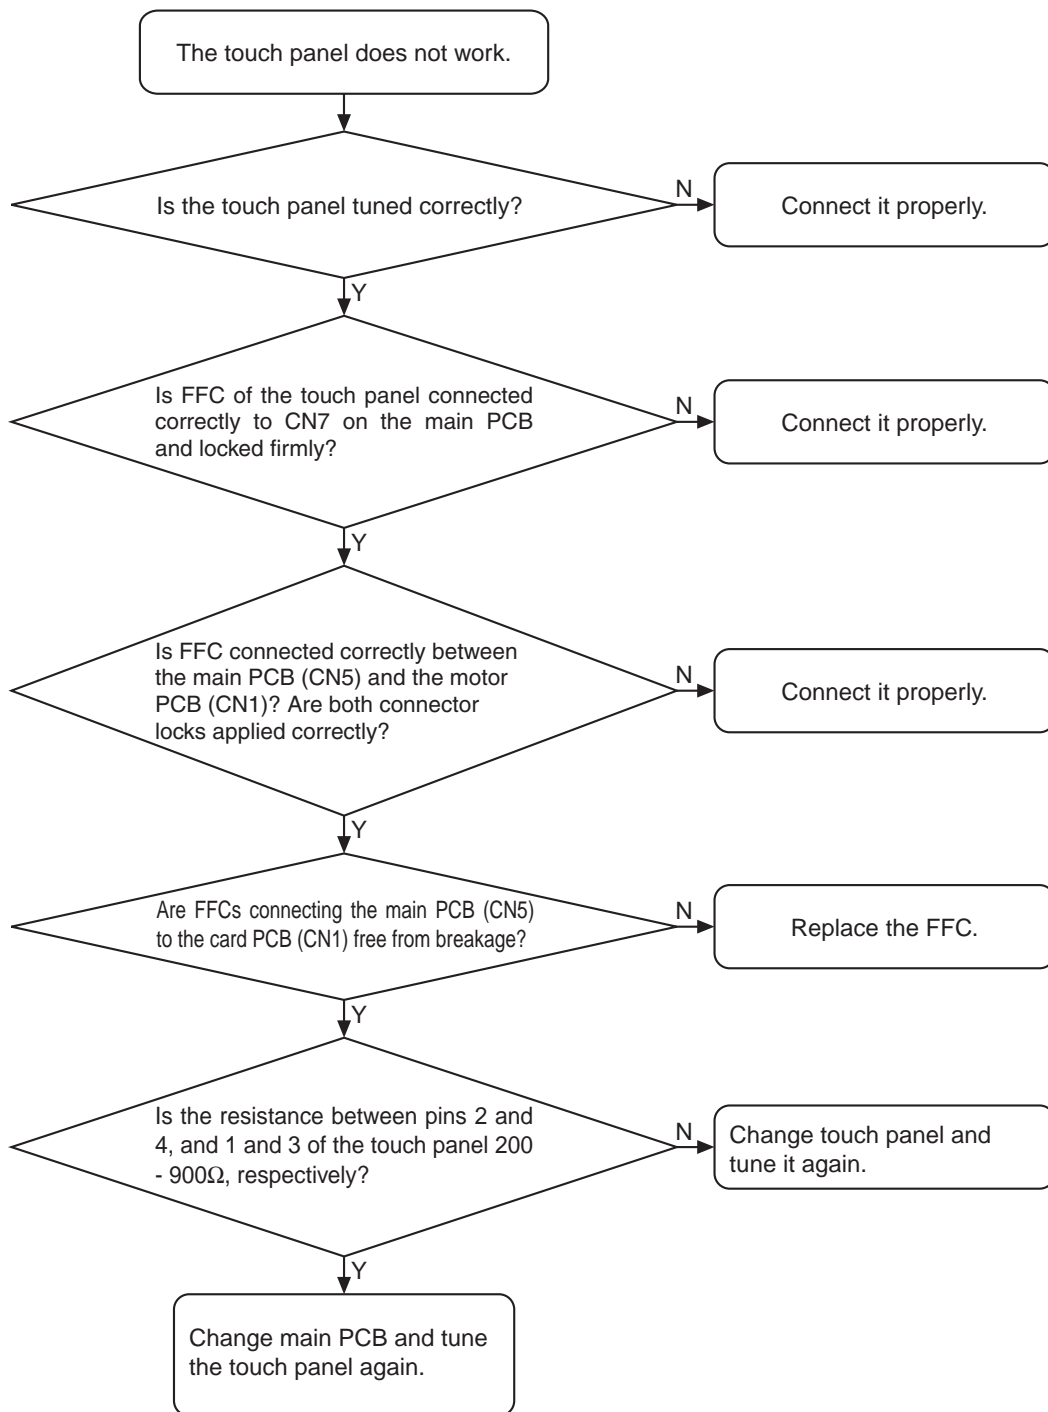 The touch panel does not work.
Is the touch panel tuned correctly?
N
Connect it properly.
Y
Is FFC of the touch panel connected
correctly to CN7 on the main PCB
and locked firmly?
N
Connect it properly.
Y
Is FFC connected correctly between
the main PCB (CN5) and the motor
PCB (CN1)? Are both connector
locks applied correctly?
N
Connect it properly.
Y
Are FFCs connecting the main PCB (CN5)
to the card PCB (CN1) free from breakage?
N
Replace the FFC.
Y
Is the resistance between pins 2 and
4, and 1 and 3 of the touch panel 200
- 900Ω, respectively?
N
Change touch panel and
tune it again.
Y
Change main PCB and tune
the touch panel again.